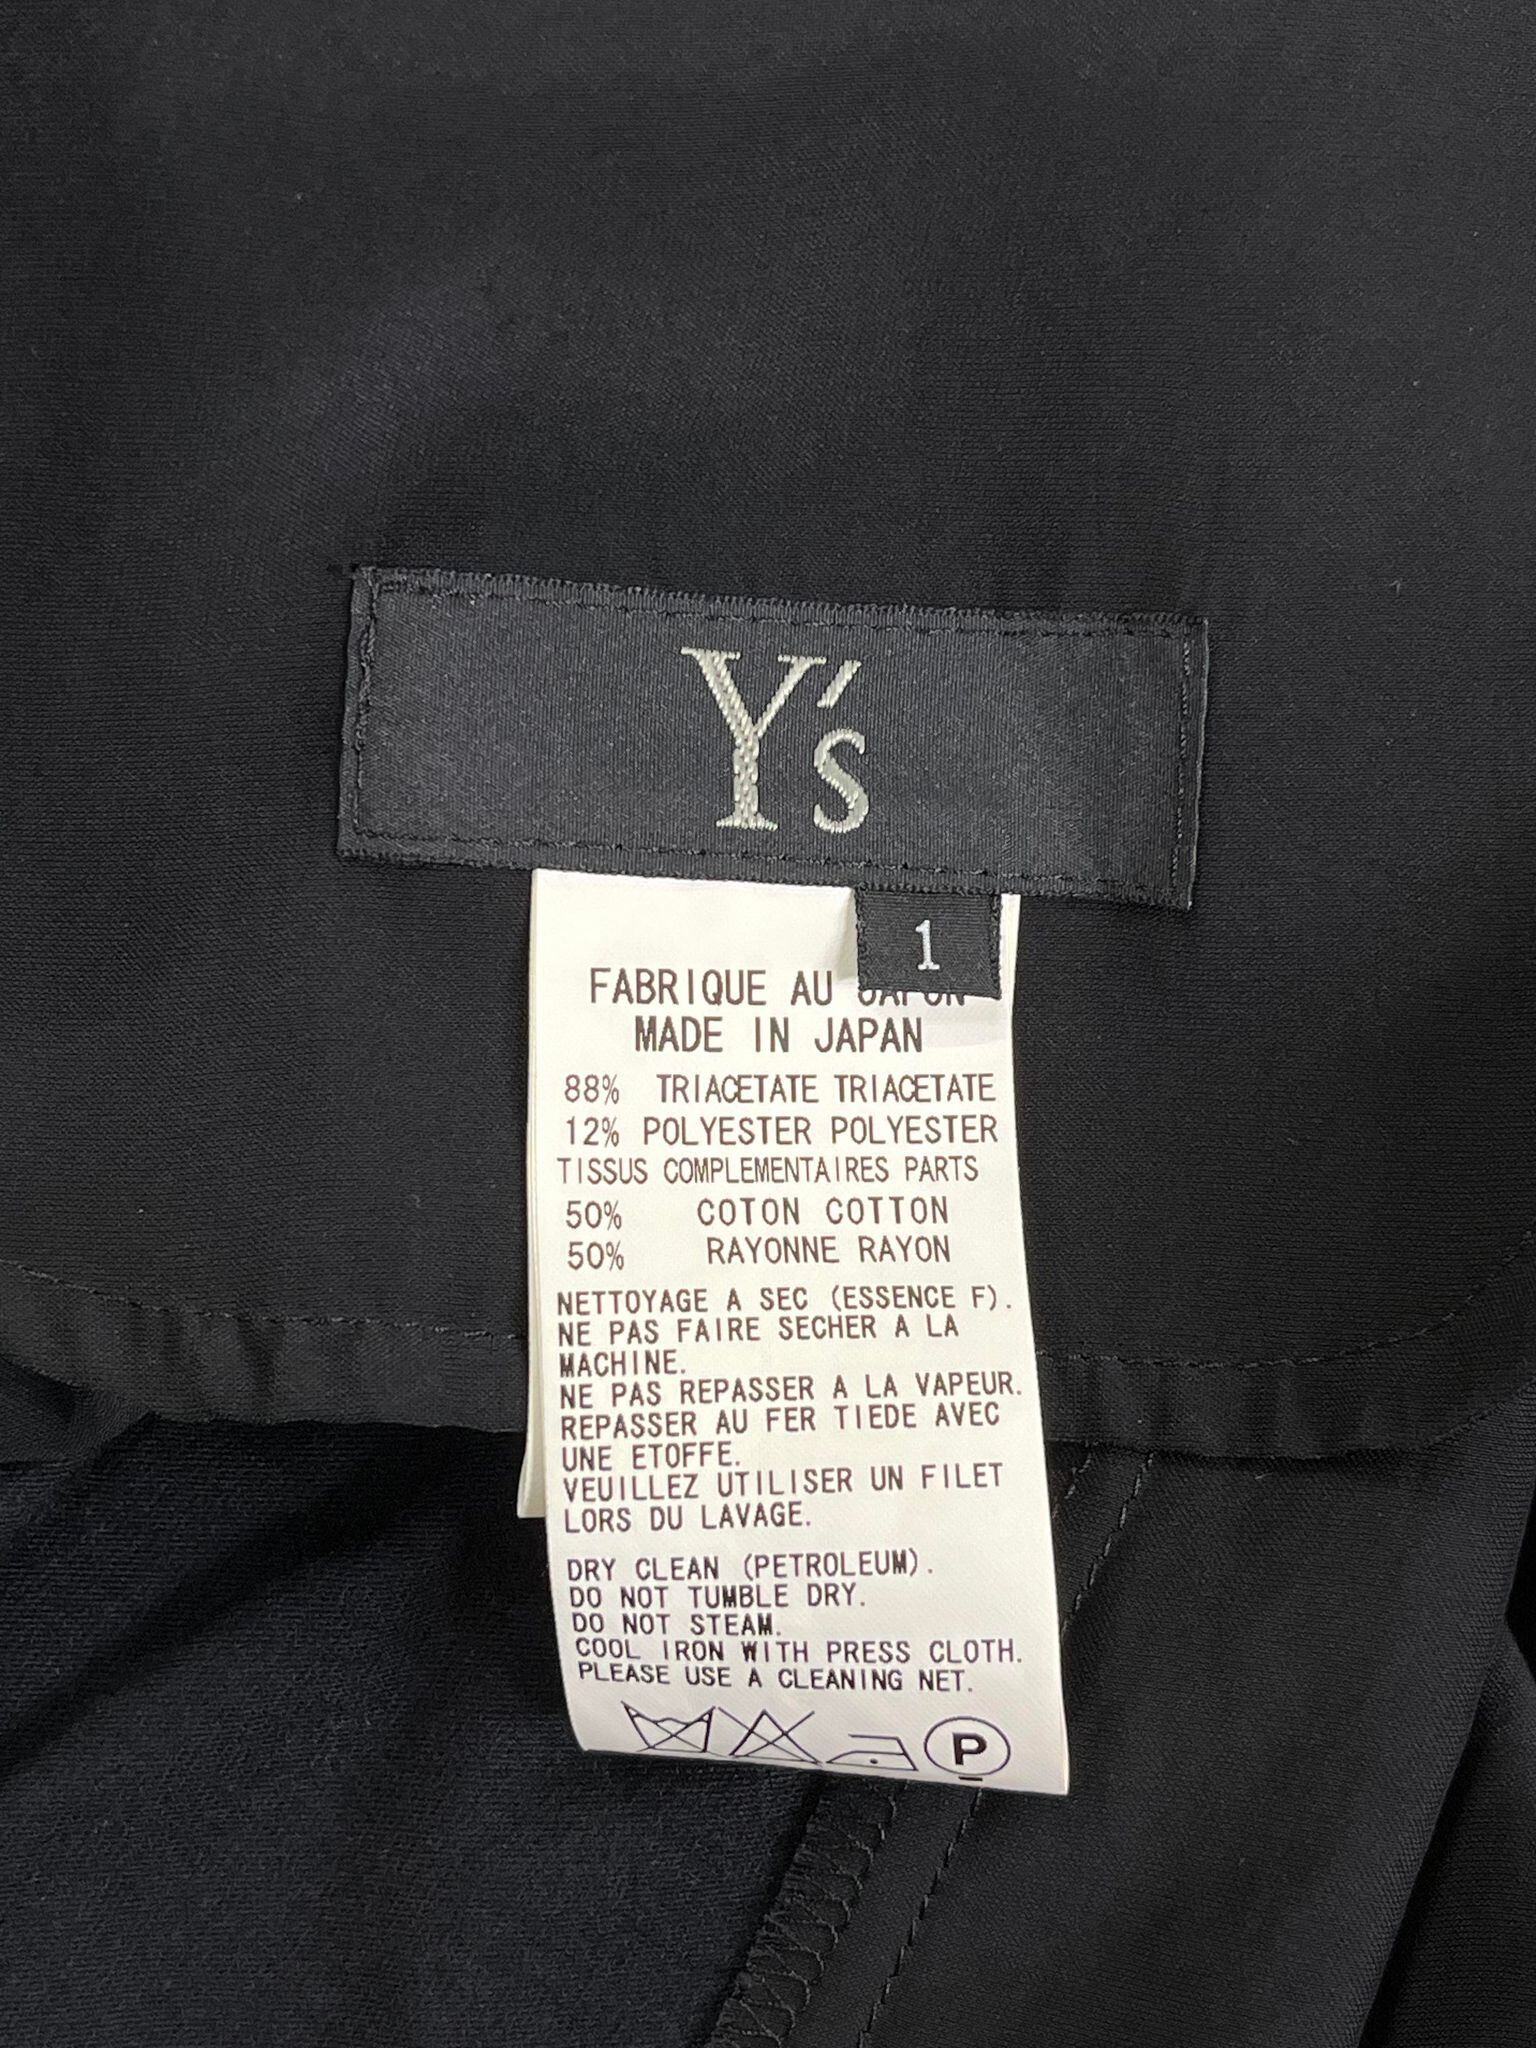 Y's
1
FABRIQUE AU JAPON
MADE IN JAPAN
88% TRIACETATE TRIACETATE
12% POLYESTER POLYESTER
TISSUS COMPLEMENTAIRES PARTS
50% COTON COTTON
50% RAYONNE RAYON
NETTOYAGE A SEC (ESSENCE F).
NE PAS FAIRE SECHER A LA
MACHINE.
NE PAS REPASSER A LA VAPEUR.
REPASSER AU FER TIEDE AVEC
UNE ETOFFE.
VEUILLEZ UTILISER UN FILET
LORS DU LAVAGE.
DRY CLEAN (PETROLEUM).
DO NOT TUMBLE DRY.
DO NOT STEAM.
COOL IRON WITH PRESS CLOTH.
PLEASE USE A CLEANING NET.
P